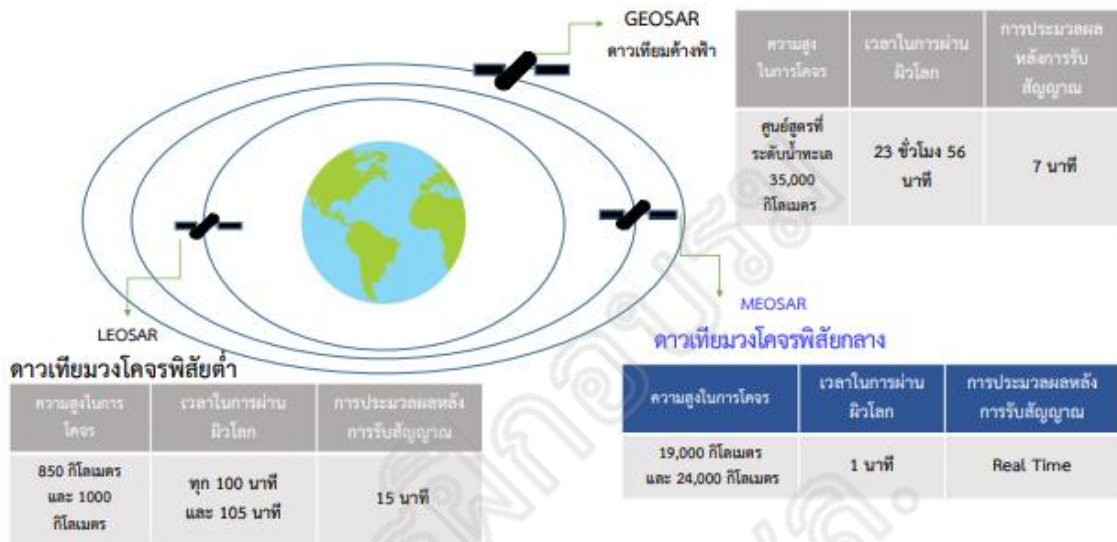 GEOSAR
ดาวเทียมค้างฟ้า
ความสูง
ในการโคจร
เวลาในการผ่าน
ผิวโลก
การประมวลผล
หลังการรับ
สัญญาณ
ศูนย์สูตรที่
ระดับน้ำทะเล
35,000
กิโลเมตร
23 ชั่วโมง 56
นาที
7 นาที
LEOSAR
ดาวเทียมวงโคจรพิสัยต่ำ
ความสูงในการ
โคจร
เวลาในการผ่าน
ผิวโลก
การประมวลผลหลัง
การรับสัญญาณ
850 กิโลเมตร
และ 1000
กิโลเมตร
ทุก 100 นาที
และ 105 นาที
15 นาที
MEOSAR
ดาวเทียมวงโคจรพิสัยกลาง
ความสูงในการโคจร
เวลาในการผ่าน
ผิวโลก
การประมวลผลหลัง
การรับสัญญาณ
19,000 กิโลเมตร
และ 24,000 กิโลเมตร
1 นาที
Real Time